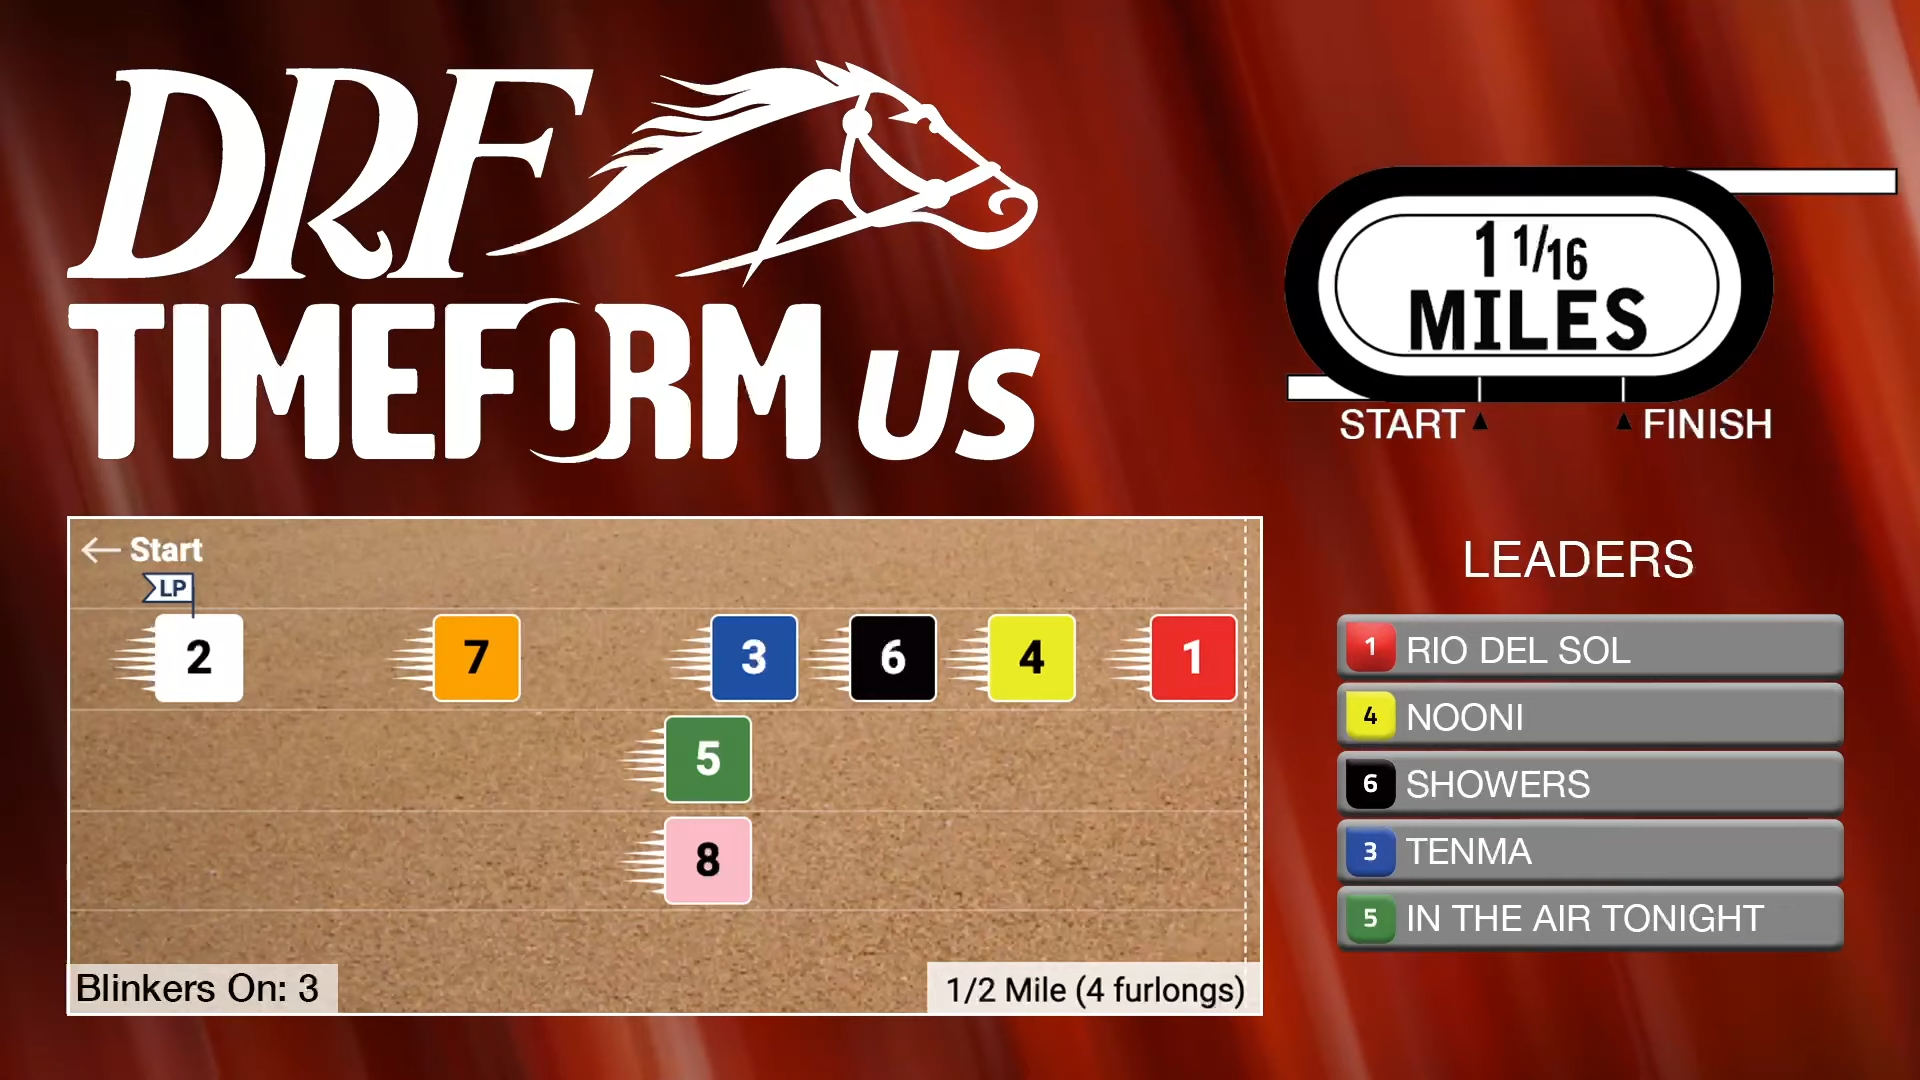 DRF
TIMEFORM US
1 1/16
MILES
START
FINISH
Start
LP
2
7
3
6
4
1
5
8
Blinkers On: 3
1/2 Mile (4 furlongs)
LEADERS
1 RIO DEL SOL
4 NOONI
6 SHOWERS
3 TENMA
5 IN THE AIR TONIGHT